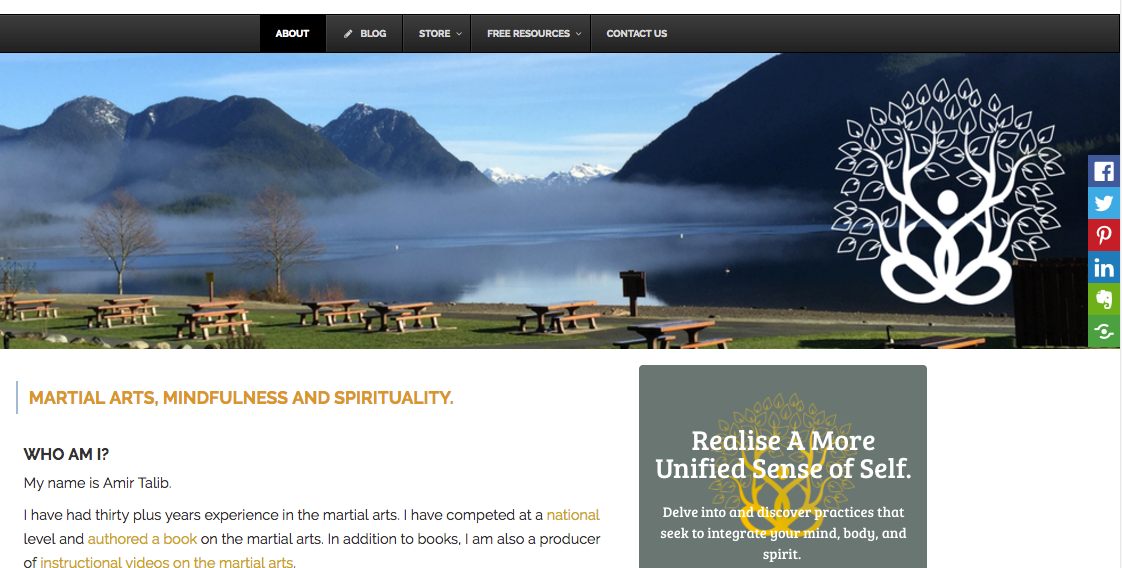 ABOUT
BLOG
STORE
FREE RESOURCES
CONTACT US
MARTIAL ARTS, MINDFULNESS AND SPIRITUALITY.
WHO AM I?
My name is Amir Talib.
I have had thirty plus years experience in the martial arts. I have competed at a national
level and authored a book on the martial arts. In addition to books, I am also a producer
of instructional videos on the martial arts.
Realise A More
Unified Sense of Self.
Delve into and discover practices that
seek to integrate your mind, body, and
spirit.